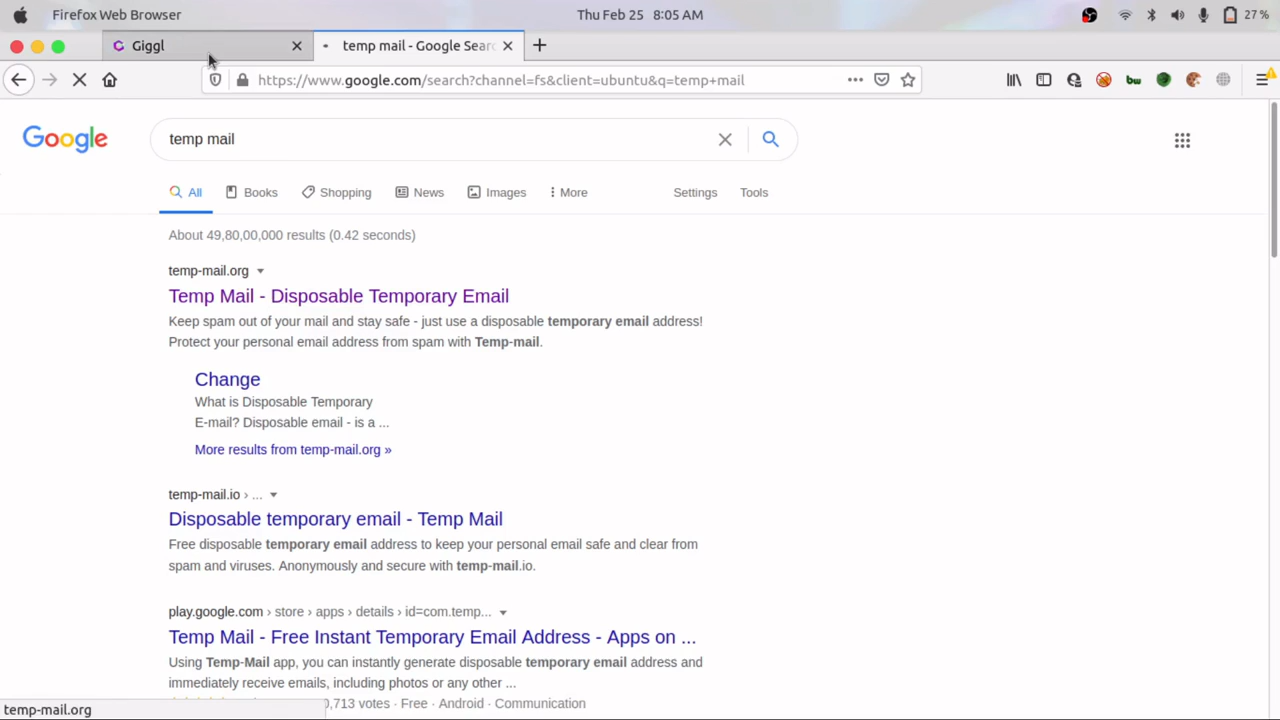 Firefox Web Browser
Thu Feb 25 8:05 AM
27 %
Giggl
temp mail - Google Searc
https://www.google.com/search?channel=fs&client=ubuntu&q=temp+mail
Google
temp mail
All
Books
Shopping
News
Images
More
Settings
Tools
About 49,80,00,000 results (0.42 seconds)
temp-mail.org
Temp Mail - Disposable Temporary Email
Keep spam out of your mail and stay safe - just use a disposable temporary email address!
Protect your personal email address from spam with Temp-mail.
Change
What is Disposable Temporary
E-mail? Disposable email - is a ...
More results from temp-mail.org »
temp-mail.io › ...
Disposable temporary email - Temp Mail
Free disposable temporary email address to keep your personal email safe and clear from
spam and viruses. Anonymously and secure with temp-mail.io.
play.google.com › store › apps › details › id=com.temp...
Temp Mail - Free Instant Temporary Email Address - Apps on ...
Using Temp-Mail app, you can instantly generate disposable temporary email address and
immediately receive emails, including photos or any other ...
0,713 votes · Free · Android · Communication
temp-mail.org